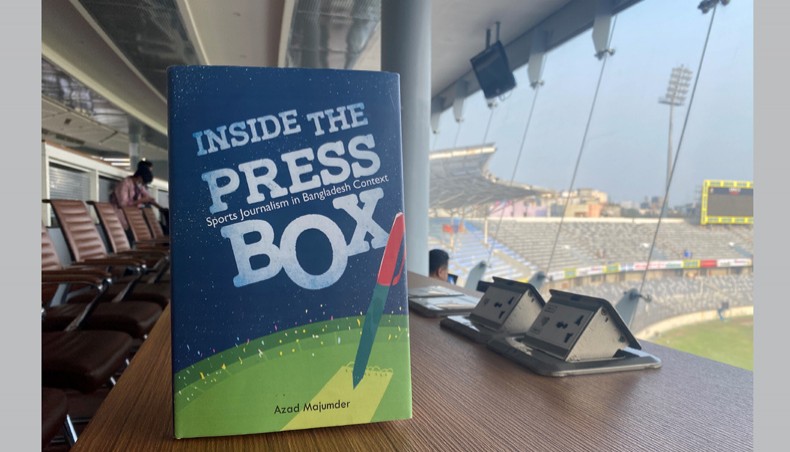 INSIDE THE
PRESS
Sports Journalism in Bangladesh Context
BOX
Azad Majumder